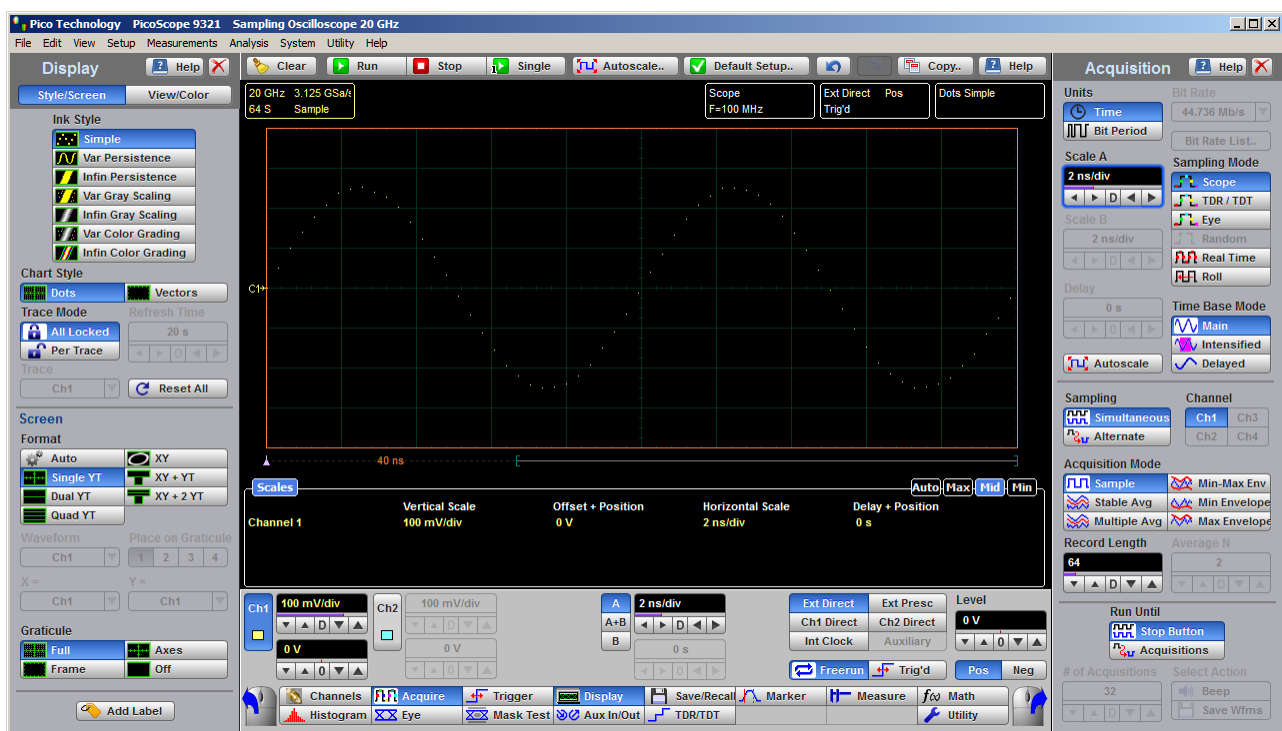 Pico Technology PicoScope 9321 Sampling Oscilloscope 20 GHz
File Edit View Setup Measurements Analysis System Utility Help
Display Help
Style/Screen View/Color
Ink Style
Simple
Var Persistence
Infin Persistence
Var Gray Scaling
Infin Gray Scaling
Var Color Grading
Infin Color Grading
Chart Style
Dots Vectors
Trace Mode Refresh Time
All Locked 20 s
Per Trace D
Trace
Ch1 Reset All
Screen
Format
Auto XY
Single YT XY + YT
Dual YT XY + 2 YT
Quad YT
Waveform Place on Graticule
Ch1 1 2 3 4
X = Y =
Ch1 Ch1
Graticule
Full Axes
Frame Off
Add Label
Clear Run Stop Single Autoscale.. Default Setup.. Copy.. Help
20 GHz 3.125 GSa/s
64 S Sample
Scope
F=100 MHz
Ext Direct Pos
Trig'd
Dots Simple
C1
40 ns
Scales Auto Max Mid Min
Vertical Scale Offset + Position Horizontal Scale Delay + Position
Channel 1 100 mV/div 0 V 2 ns/div 0 s
Ch1 100 mV/div D 0 V 0
Ch2 100 mV/div D 0 V 0
A 2 ns/div
A+B D
B 0 s
D
Ext Direct Ext Presc
Ch1 Direct Ch2 Direct
Int Clock Auxiliary
Freerun Trig'd
Level
0 V
0
Pos Neg
Channels Acquire Trigger Display Save/Recall Marker Measure f(x) Math
Histogram Eye Mask Test Aux In/Out TDR/TDT Utility
Acquisition Help
Units Bit Rate
Time 44.736 Mb/s
Bit Period Bit Rate List..
Scale A Sampling Mode
2 ns/div Scope
D TDR / TDT
Scale B Eye
2 ns/div Random
D Real Time
Roll
Delay
0 s Time Base Mode
0 Main
Intensified
Autoscale Delayed
Sampling Channel
Simultaneous Ch1 Ch3
Alternate Ch2 Ch4
Acquisition Mode
Sample Min-Max Env
Stable Avg Min Envelope
Multiple Avg Max Envelope
Record Length Average N
64 2
D D
Run Until
Stop Button
Acquisitions
# of Acquisitions Select Action
32 Beep
D Save Wfms